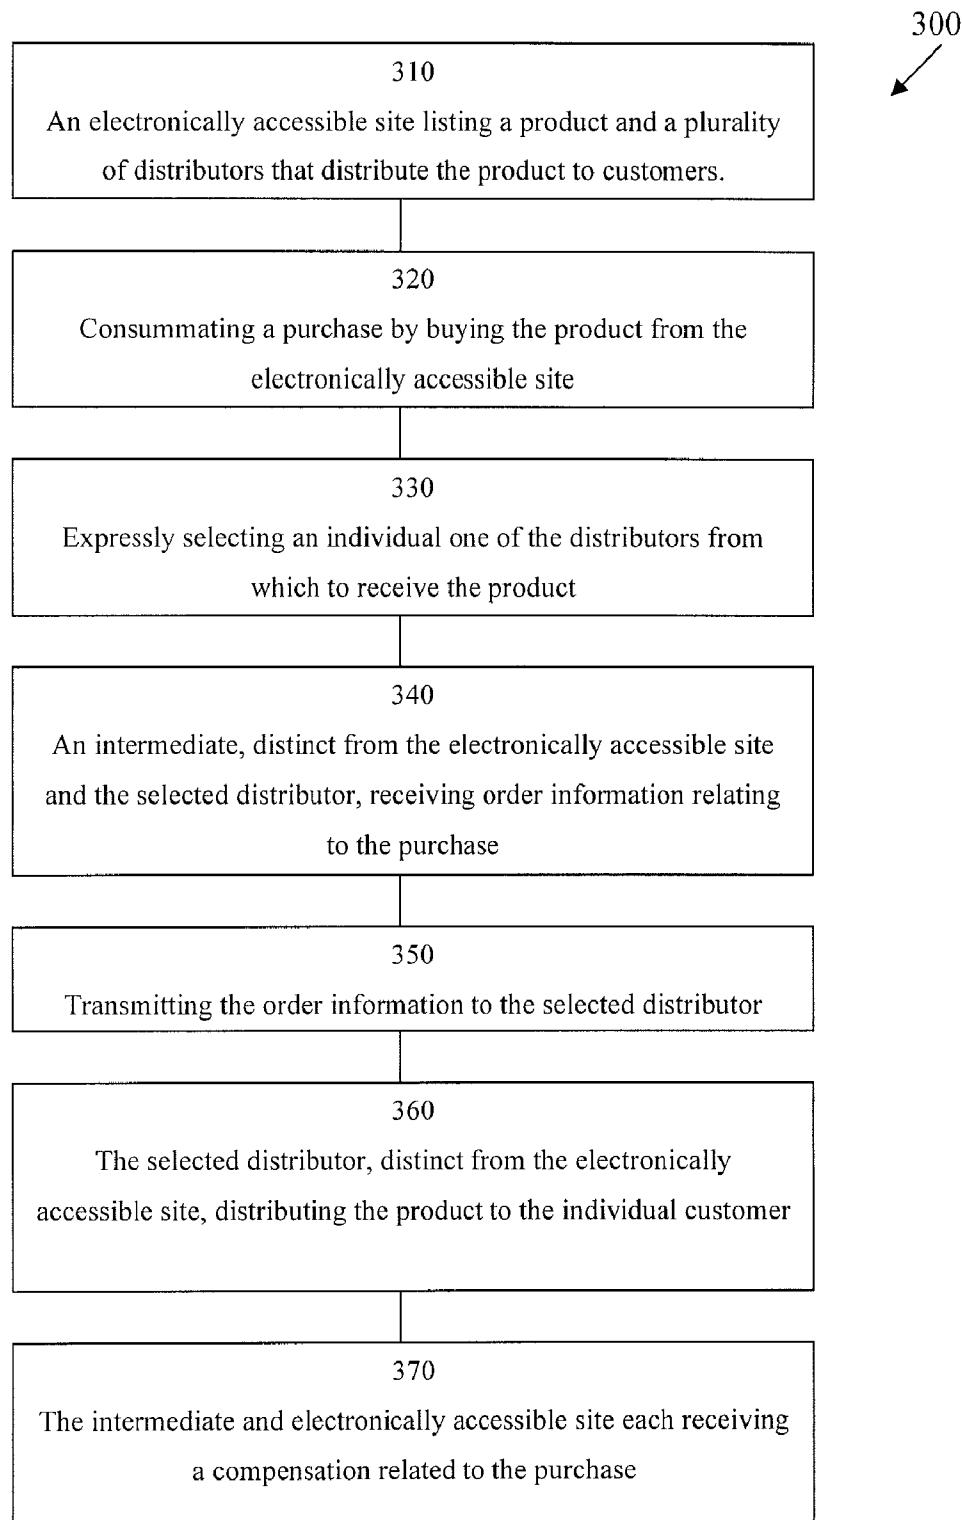 300
310
An electronically accessible site listing a product and a plurality
of distributors that distribute the product to customers.
320
Consummating a purchase by buying the product from the
electronically accessible site
330
Expressly selecting an individual one of the distributors from
which to receive the product
340
An intermediate, distinct from the electronically accessible site
and the selected distributor, receiving order information relating
to the purchase
350
Transmitting the order information to the selected distributor
360
The selected distributor, distinct from the electronically
accessible site, distributing the product to the individual customer
370
The intermediate and electronically accessible site each receiving
a compensation related to the purchase